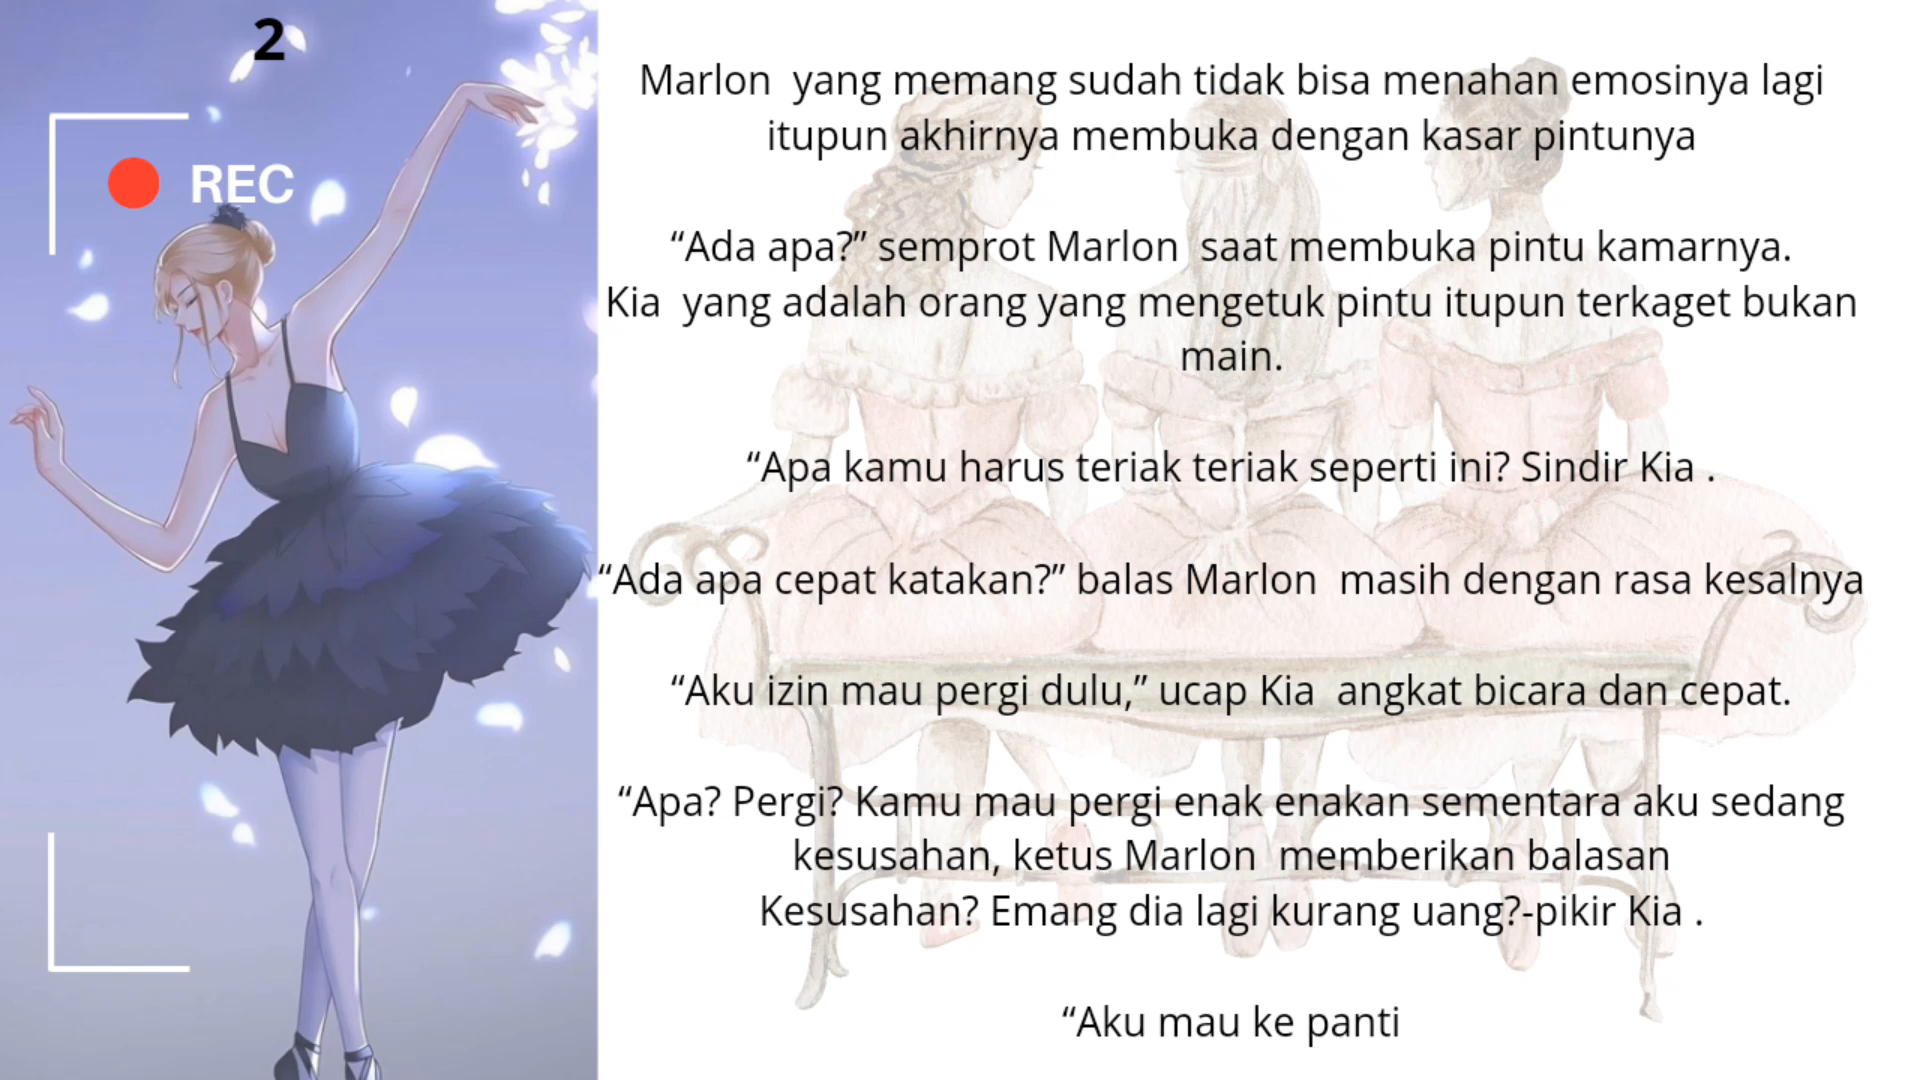 2
REC
Marlon  yang memang sudah tidak bisa menahan emosinya lagi
itupun akhirnya membuka dengan kasar pintunya
“Ada apa?” semprot Marlon  saat membuka pintu kamarnya.
Kia  yang adalah orang yang mengetuk pintu itupun terkaget bukan
main.
“Apa kamu harus teriak teriak seperti ini? Sindir Kia .
“Ada apa cepat katakan?” balas Marlon  masih dengan rasa kesalnya
“Aku izin mau pergi dulu,” ucap Kia  angkat bicara dan cepat.
“Apa? Pergi? Kamu mau pergi enak enakan sementara aku sedang
kesusahan, ketus Marlon  memberikan balasan
Kesusahan? Emang dia lagi kurang uang?-pikir Kia .
“Aku mau ke panti